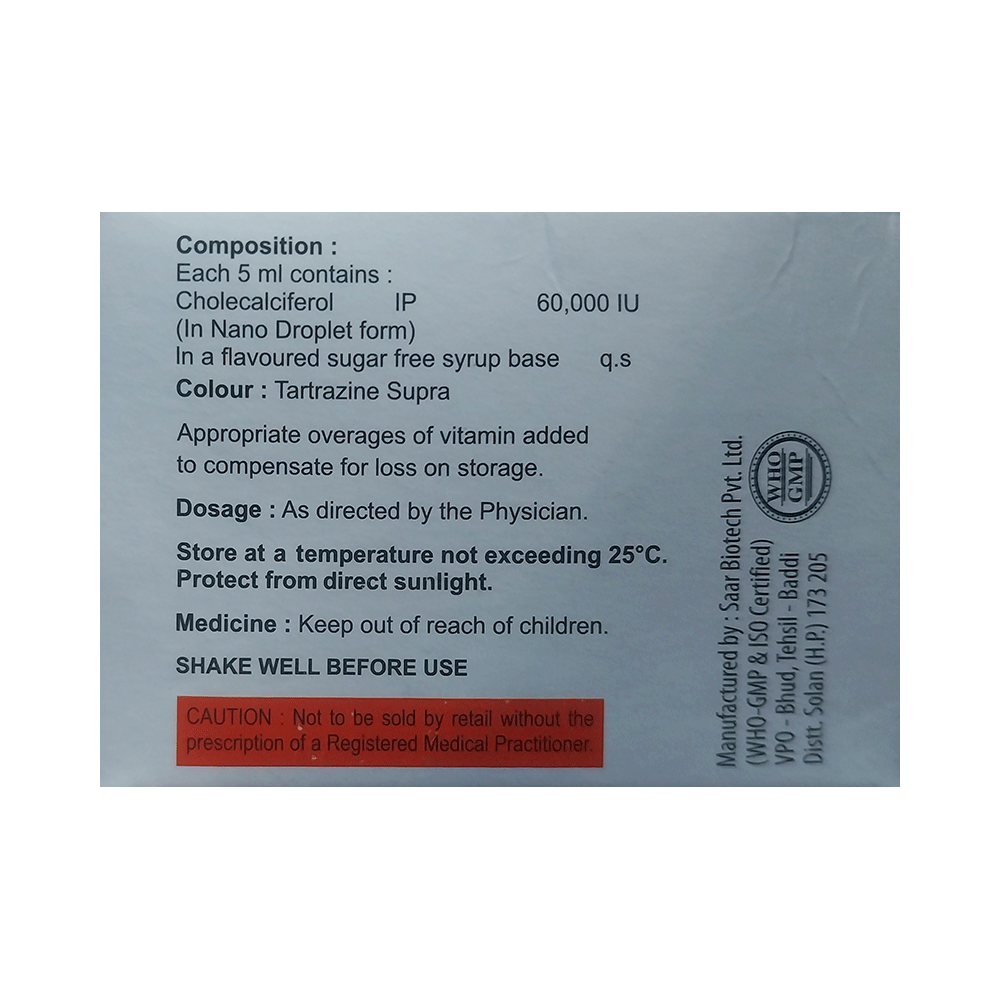 Composition :
Each 5 ml contains :
Cholecalciferol IP 60,000 IU
(In Nano Droplet form)
In a flavoured sugar free syrup base q.s
Colour : Tartrazine Supra
Appropriate overages of vitamin added
to compensate for loss on storage.
Dosage : As directed by the Physician.
Store at a temperature not exceeding 25°C.
Protect from direct sunlight.
Medicine : Keep out of reach of children.
SHAKE WELL BEFORE USE
CAUTION : Not to be sold by retail without the
prescription of a Registered Medical Practitioner.
Manufactured by : Saar Biotech Pvt. Ltd.
(WHO-GMP & ISO Certified)
VPO - Bhud, Tehsil - Baddi
Distt. Solan (H.P.) 173 205
WHO
GMP